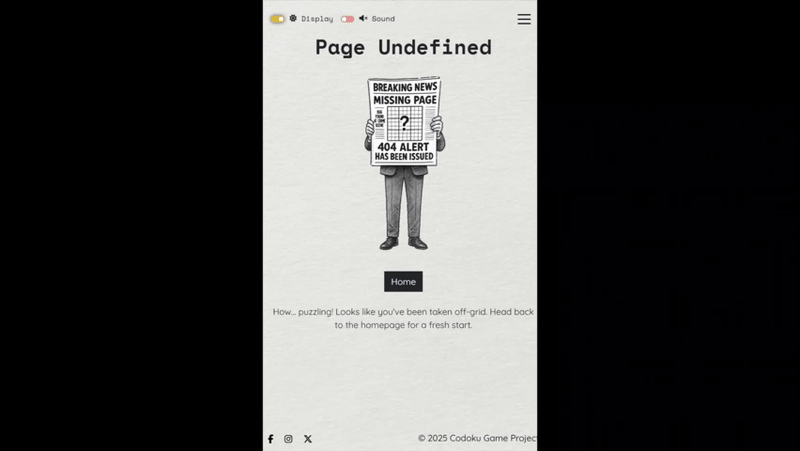 Display Sound
Page Undefined
BREAKING NEWS
MISSING PAGE
?
404 ALERT
HAS BEEN ISSUED
Home
How... puzzling! Looks like you've been taken off-grid. Head back
to the homepage for a fresh start.
© 2025 Codoku Game Projec